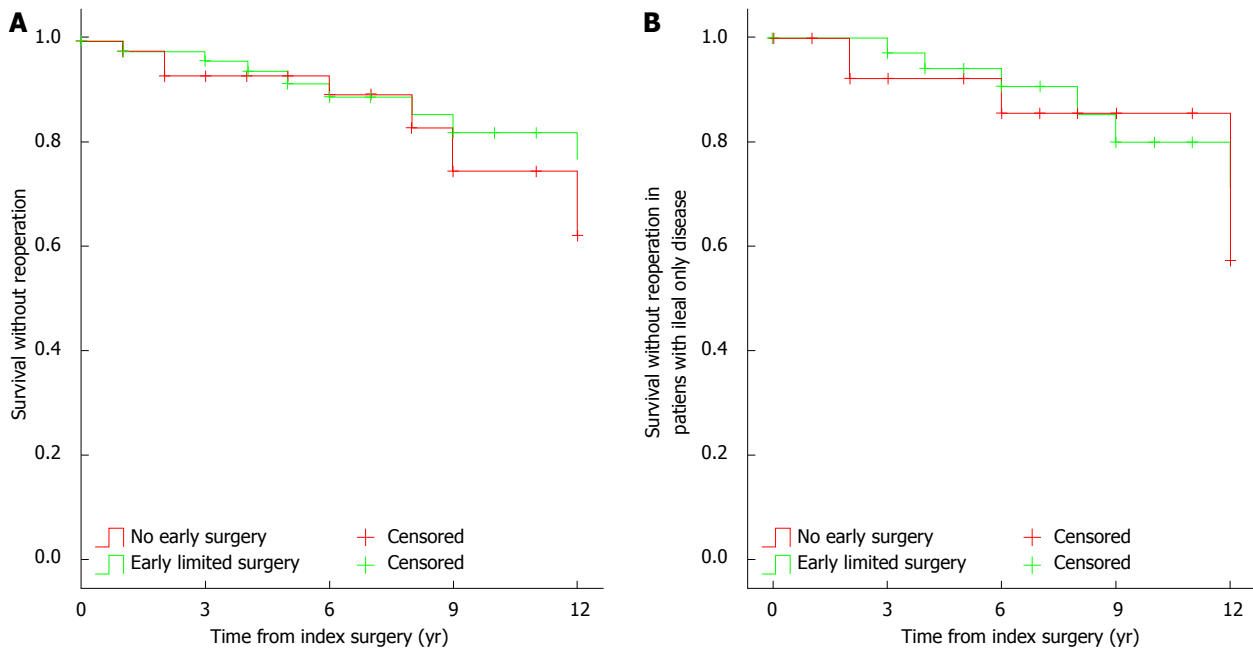 A
Survival without reoperation
1.0
0.8
0.6
0.4
0.2
0.0
No early surgery
Censored
Early limited surgery
Censored
0 3 6 9 12
Time from index surgery (yr)
B
Survival without reoperation in
patiens with ileal only disease
1.0
0.8
0.6
0.4
0.2
0.0
No early surgery
Censored
Early limited surgery
Censored
0 3 6 9 12
Time from index surgery (yr)